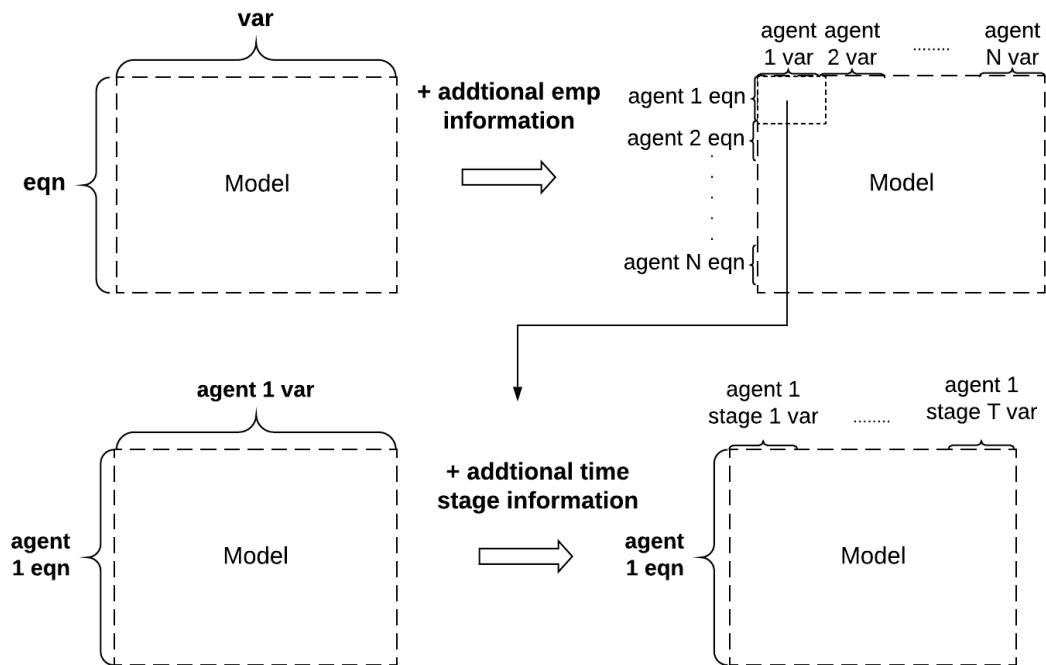 var
+ addtional emp
information
eqn
Model
agent
1 var
agent
2 var
........
agent
N var
agent 1 eqn
agent 2 eqn
Model
agent N eqn
agent 1 var
agent
1 eqn
Model
+ addtional time
stage information
agent 1
stage 1 var
........
agent 1
stage T var
agent
1 eqn
Model